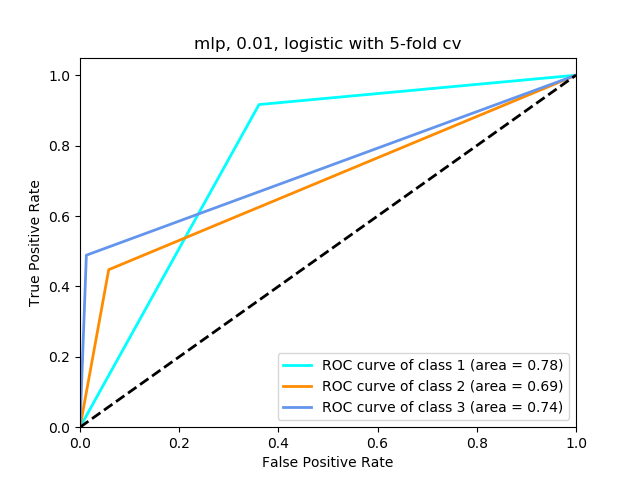 mlp, 0.01, logistic with 5-fold cv
1.0
0.8
0.6
0.4
0.2
0.0
True Positive Rate
ROC curve of class 1 (area = 0.78)
ROC curve of class 2 (area = 0.69)
ROC curve of class 3 (area = 0.74)
0.0 0.2 0.4 0.6 0.8 1.0
False Positive Rate